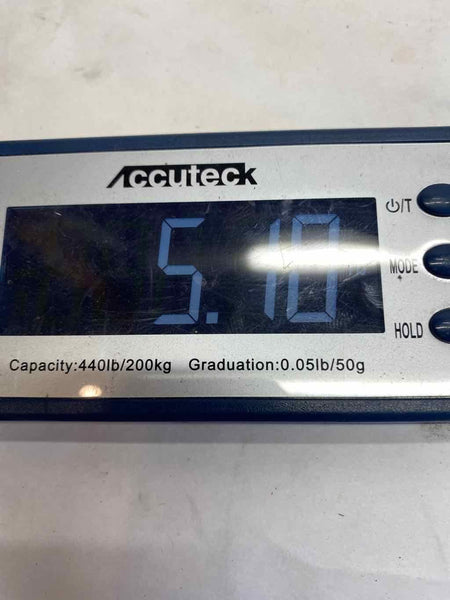 Accuteck
⏻/T
5.10
MODE
HOLD
Capacity:440lb/200kg Graduation:0.05lb/50g